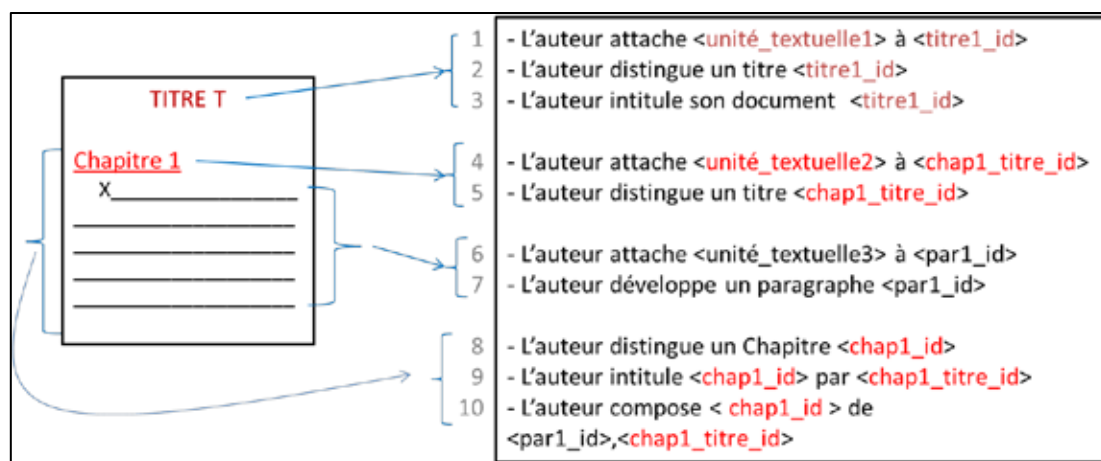 TITRE T
Chapitre 1
X
1 - L'auteur attache <unité_textuelle1> à <titre1_id>
2 - L'auteur distingue un titre <titre1_id>
3 - L'auteur intitule son document <titre1_id>
4 - L'auteur attache <unité_textuelle2> à <chap1_titre_id>
5 - L'auteur distingue un titre <chap1_titre_id>
6 - L'auteur attache <unité_textuelle3> à <par1_id>
7 - L'auteur développe un paragraphe <par1_id>
8 - L'auteur distingue un Chapitre <chap1_id>
9 - L'auteur intitule <chap1_id> par <chap1_titre_id>
10 - L'auteur compose < chap1_id > de
<par1_id>,<chap1_titre_id>